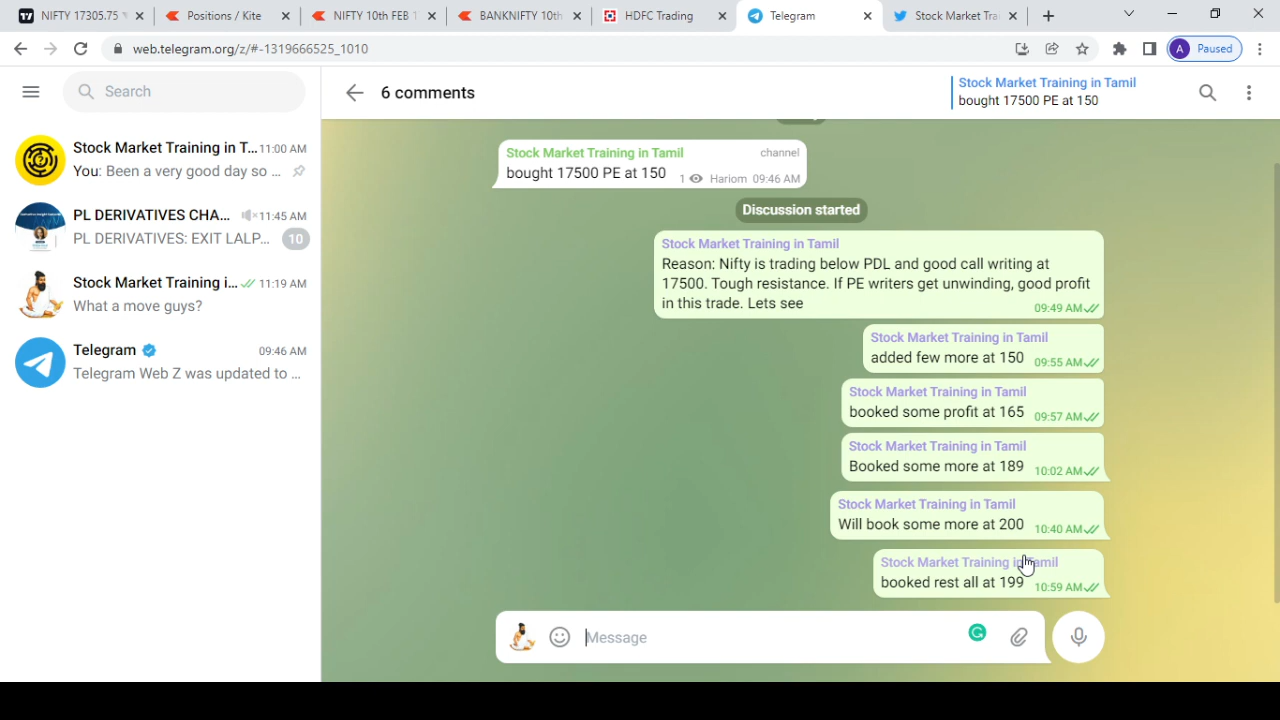 NIFTY 17305.75
Positions / Kite
NIFTY 10th FEB
BANKNIFTY 10th
HDFC Trading
Telegram
Stock Market Tra
web.telegram.org/z/#-1319666525_1010
A Paused
Search
6 comments
Stock Market Training in Tamil
bought 17500 PE at 150
Stock Market Training in T... 11:00 AM
You: Been a very good day so ...
PL DERIVATIVES CHA... 11:45 AM
PL DERIVATIVES: EXIT LALP... 10
Stock Market Training i... 11:19 AM
What a move guys?
Telegram 09:46 AM
Telegram Web Z was updated to ...
Stock Market Training in Tamil channel
bought 17500 PE at 150 1 Hariom 09:46 AM
Discussion started
Stock Market Training in Tamil
Reason: Nifty is trading below PDL and good call writing at
17500. Tough resistance. If PE writers get unwinding, good profit
in this trade. Lets see 09:49 AM
Stock Market Training in Tamil
added few more at 150 09:55 AM
Stock Market Training in Tamil
booked some profit at 165 09:57 AM
Stock Market Training in Tamil
Booked some more at 189 10:02 AM
Stock Market Training in Tamil
Will book some more at 200 10:40 AM
Stock Market Training in Tamil
booked rest all at 199 10:59 AM
Message